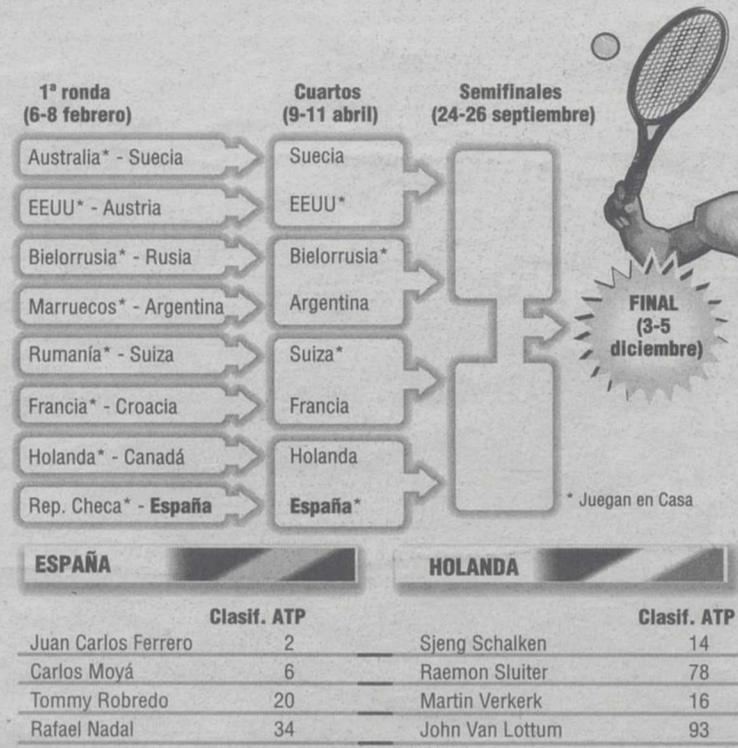 1ª ronda
(6-8 febrero)
Cuartos
(9-11 abril)
Semifinales
(24-26 septiembre)
Australia* - Suecia
EEUU* - Austria
Bielorrusia* - Rusia
Marruecos* - Argentina
Rumanía* - Suiza
Francia* - Croacia
Holanda* - Canadá
Rep. Checa* - España
Suecia
EEUU*
Bielorrusia*
Argentina
Suiza*
Francia
Holanda
España*
FINAL
(3-5
diciembre)
* Juegan en Casa
ESPAÑA
Clasif. ATP
Juan Carlos Ferrero 2
Carlos Moyá 6
Tommy Robredo 20
Rafael Nadal 34
HOLANDA
Clasif. ATP
Sjeng Schalken 14
Raemon Sluiter 78
Martin Verkerk 16
John Van Lottum 93